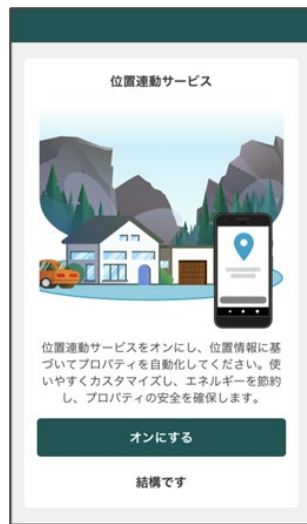 位置連動サービス
位置連動サービスをオンにし、位置情報に基
づいてプロパティを自動化してください。使
いやすくカスタマイズし、エネルギーを節約
し、プロパティの安全を確保します。
オンにする
結構です